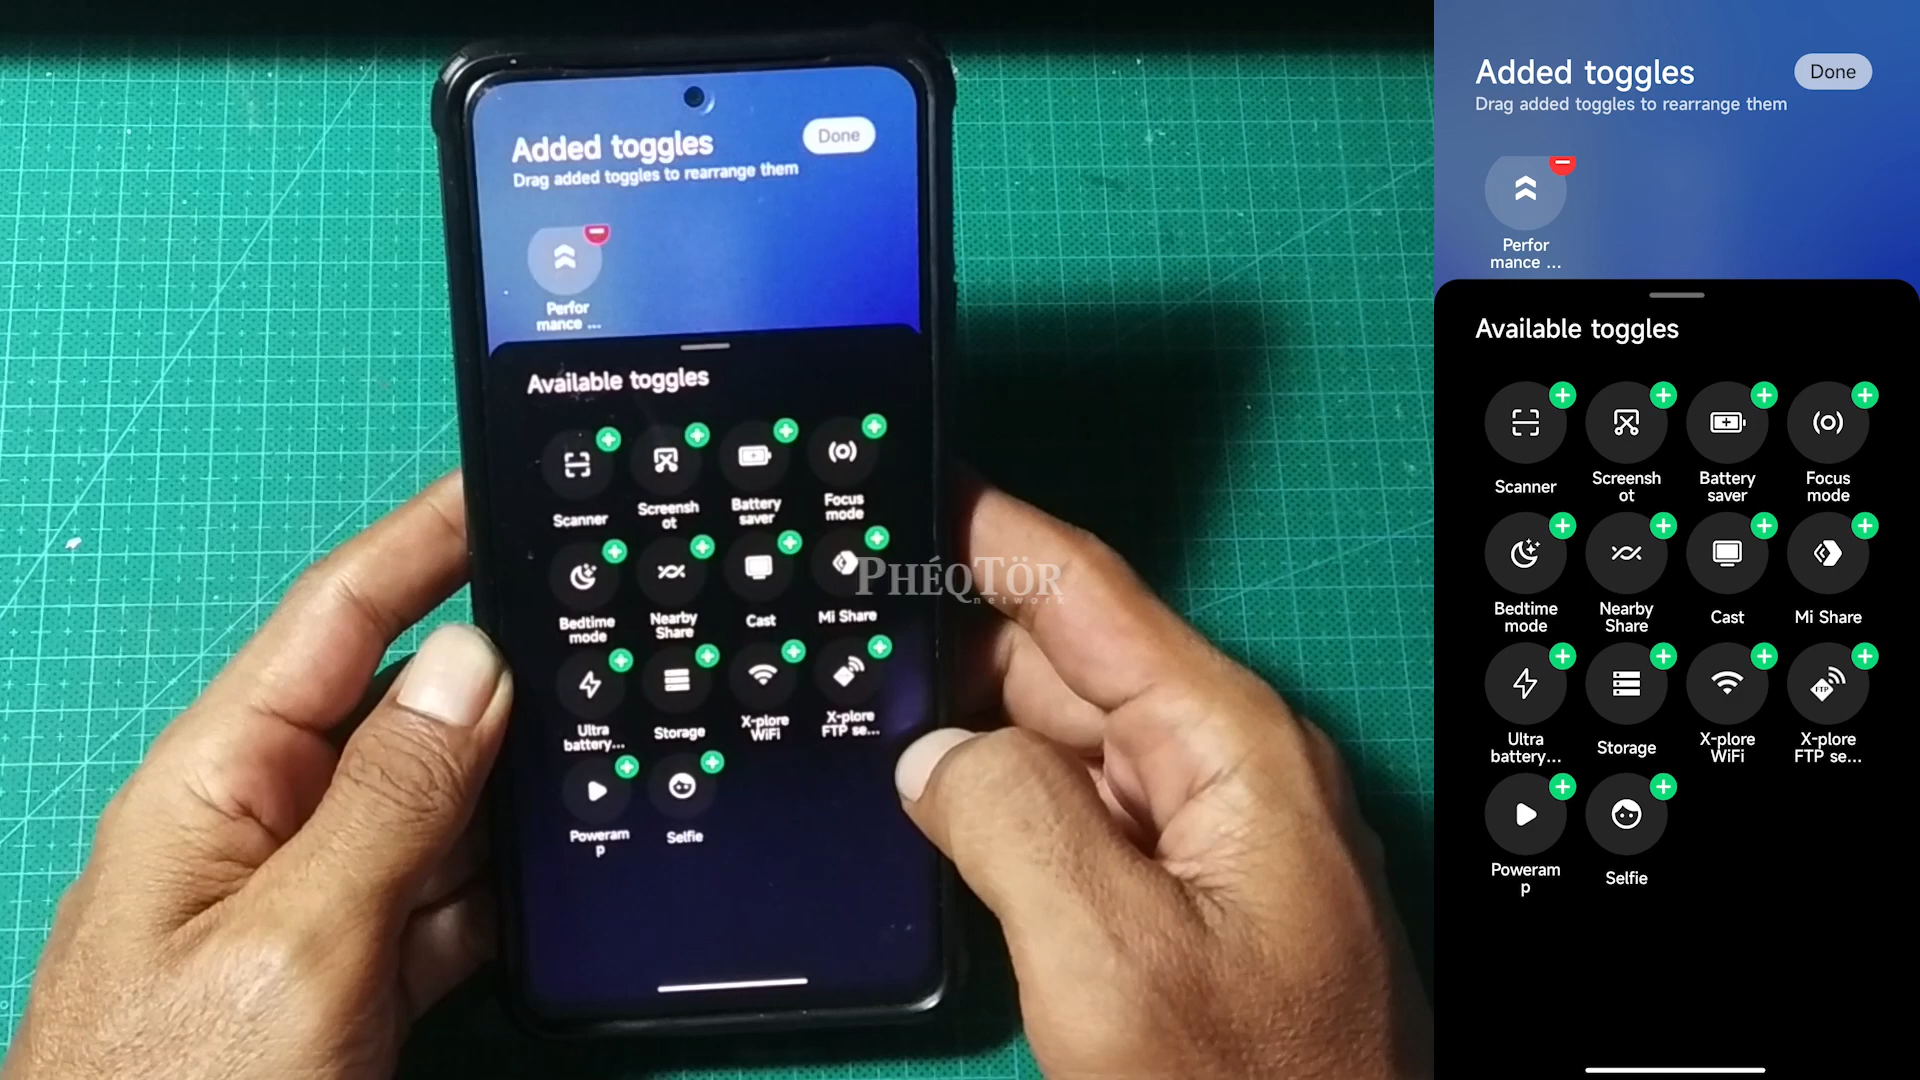 Added toggles
Done
Drag added toggles to rearrange them
Perfor
mance ...
Available toggles
Scanner
Screensh
ot
Battery
saver
Focus
mode
Bedtime
mode
Nearby
Share
Cast
Mi Share
Ultra
battery...
Storage
X-plore
WiFi
X-plore
FTP se...
Poweram
p
Selfie
PHÉQTÖR
network
Added toggles
Done
Drag added toggles to rearrange them
Perfor
mance ...
Available toggles
Scanner
Screensh
ot
Battery
saver
Focus
mode
Bedtime
mode
Nearby
Share
Cast
Mi Share
Ultra
battery...
Storage
X-plore
WiFi
FTP
X-plore
FTP se...
Poweram
p
Selfie